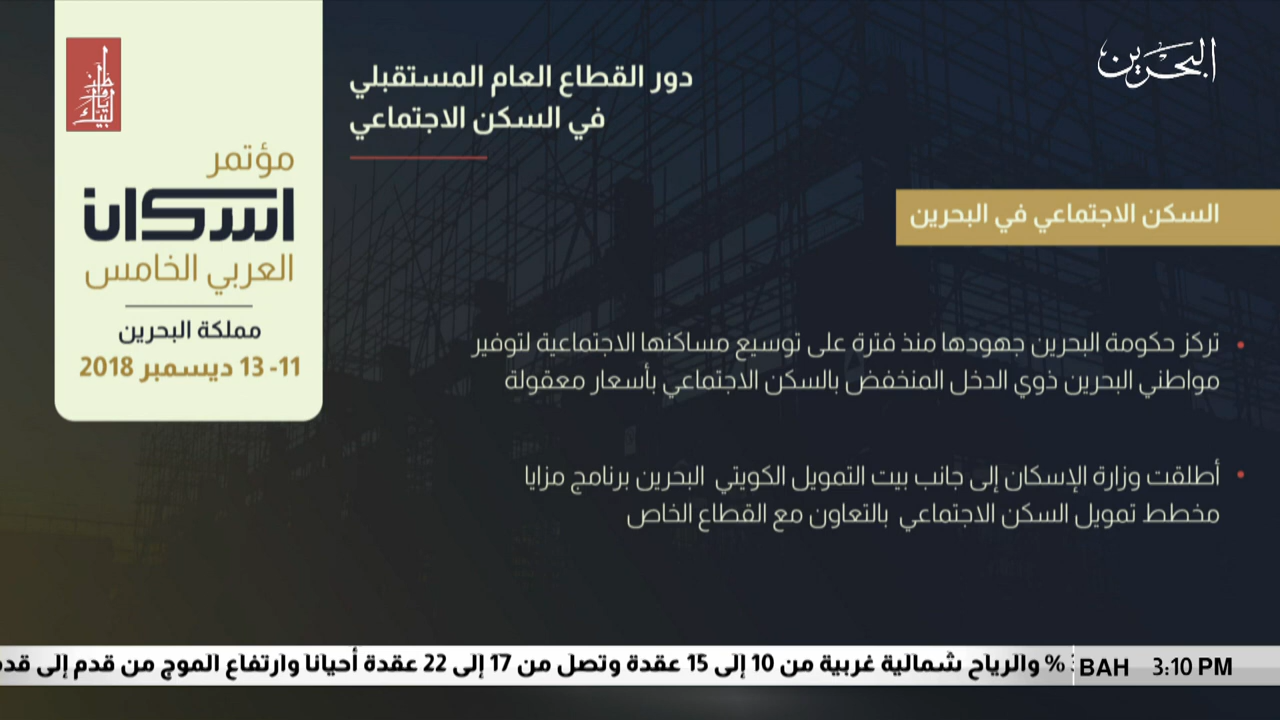 البحرين
دور القطاع العام المستقبلي
في السكن الاجتماعي
مؤتمر
اسكان
العربي الخامس
مملكة البحرين
11- 13 ديسمبر 2018
السكن الاجتماعي في البحرين
• تركز حكومة البحرين جهودها منذ فترة على توسيع مساكنها الاجتماعية لتوفير
مواطني البحرين ذوي الدخل المنخفض بالسكن الاجتماعي بأسعار معقولة
• أطلقت وزارة الإسكان إلى جانب بيت التمويل الكويتي البحرين برنامج مزايا
مخطط تمويل السكن الاجتماعي بالتعاون مع القطاع الخاص
% والرياح شمالية غربية من 10 إلى 15 عقدة وتصل من 17 إلى 22 عقدة أحيانا وارتفاع الموج من قدم إلى
BAH 3:10 PM